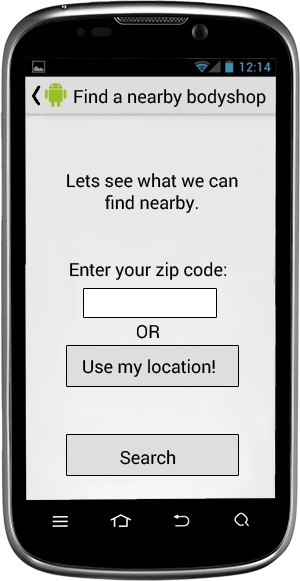 12:14
Find a nearby bodyshop
Lets see what we can
find nearby.
Enter your zip code:
OR
Use my location!
Search